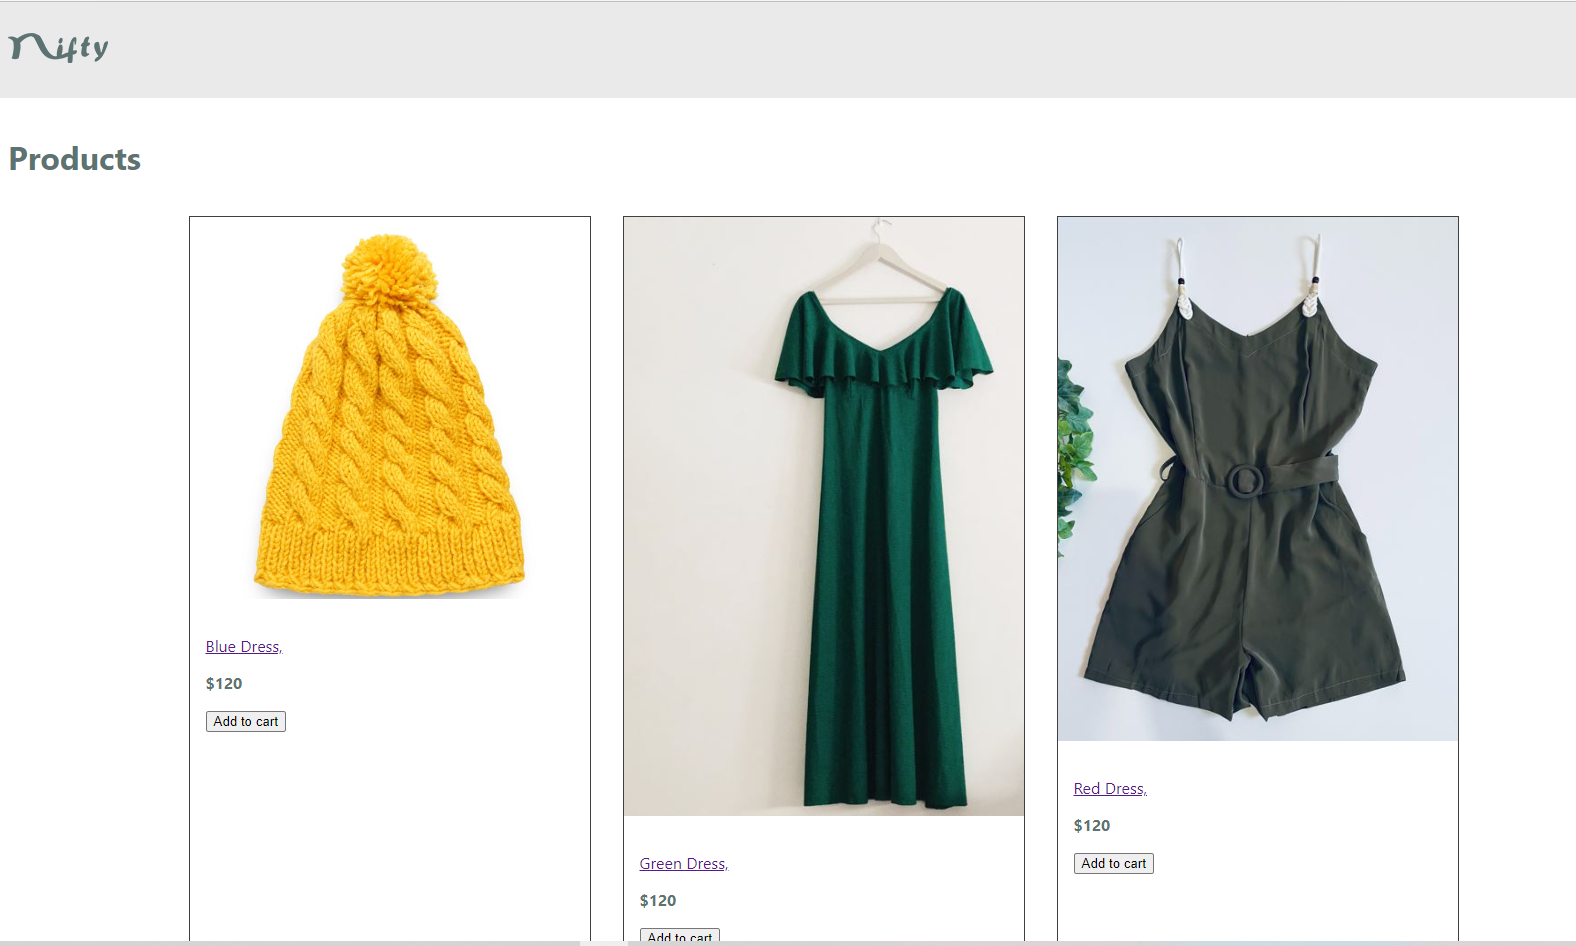 Nifty
Products
Blue Dress,
$120
Add to cart
Green Dress,
$120
Add to cart
Red Dress,
$120
Add to cart